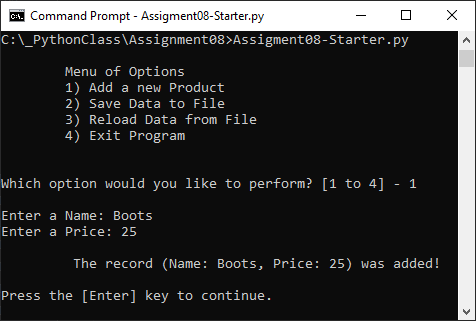 Command Prompt - Assigment08-Starter.py
C:\_PythonClass\Assignment08>Assigment08-Starter.py
Menu of Options
1) Add a new Product
2) Save Data to File
3) Reload Data from File
4) Exit Program
Which option would you like to perform? [1 to 4] - 1
Enter a Name: Boots
Enter a Price: 25
The record (Name: Boots, Price: 25) was added!
Press the [Enter] key to continue.